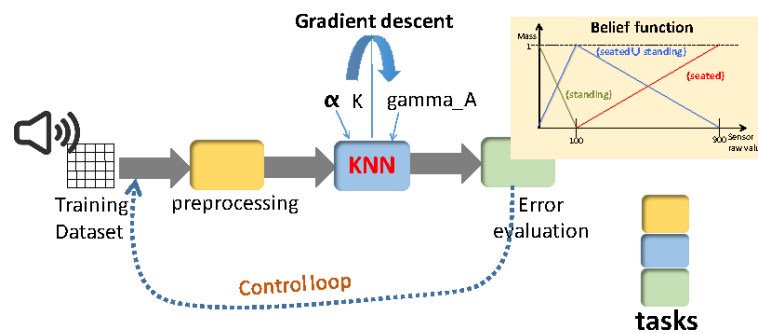 Gradient descent
α K gamma_A
Belief function
Mass
1
{seated∪ standing}
{standing}
{seated}
100
900
Sensor
raw valu
KNN
Training
Dataset
preprocessing
Error
evaluation
Control loop
tasks